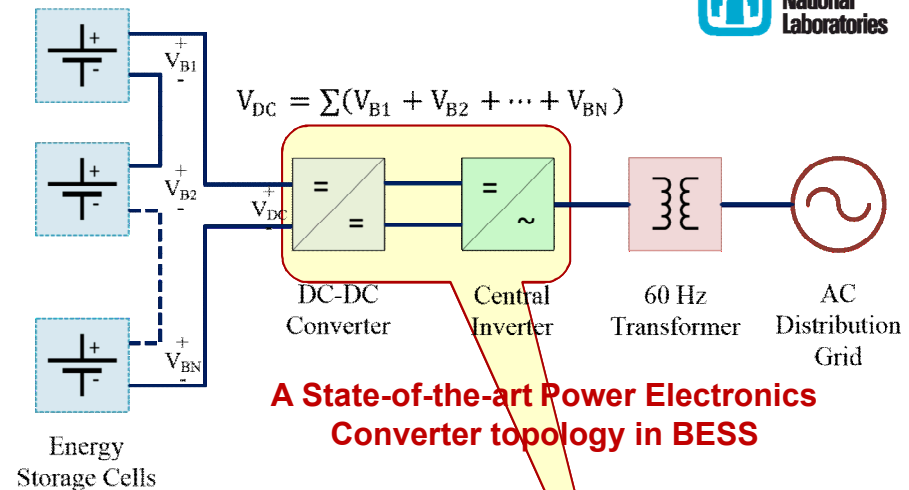 National
Laboratories
+
V_B1
-
V_DC = ∑(V_B1 + V_B2 + ⋯ + V_BN)
+
-
+
V_B2
-
+
-
+
V_DC
-
=
=
=
~
DC-DC
Converter
Central
Inverter
60 Hz
Transformer
AC
Distribution
Grid
+
V_BN
-
+
-
A State-of-the-art Power Electronics
Converter topology in BESS
Energy
Storage Cells